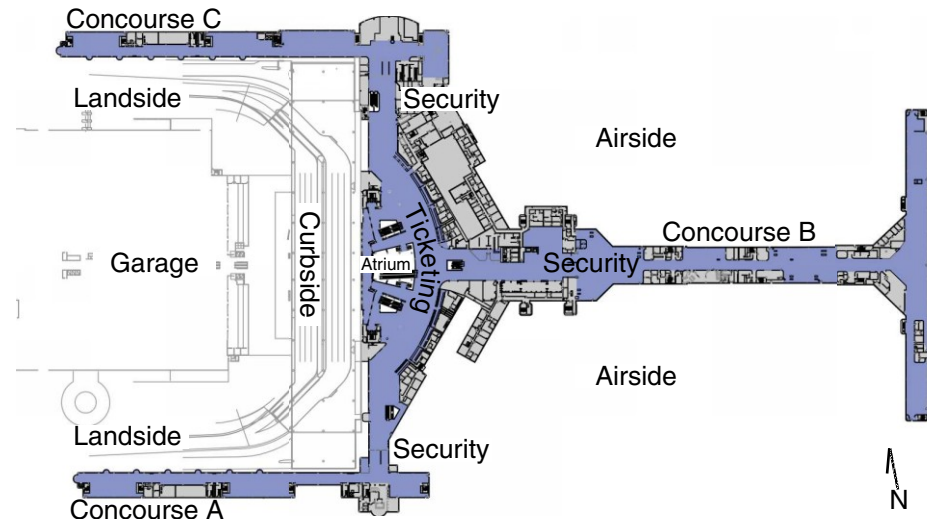 Concourse C
Landside
Security
Airside
Curbside
Ticketing
Concourse B
Garage
Atrium
Security
Airside
Landside
Security
N
Concourse A